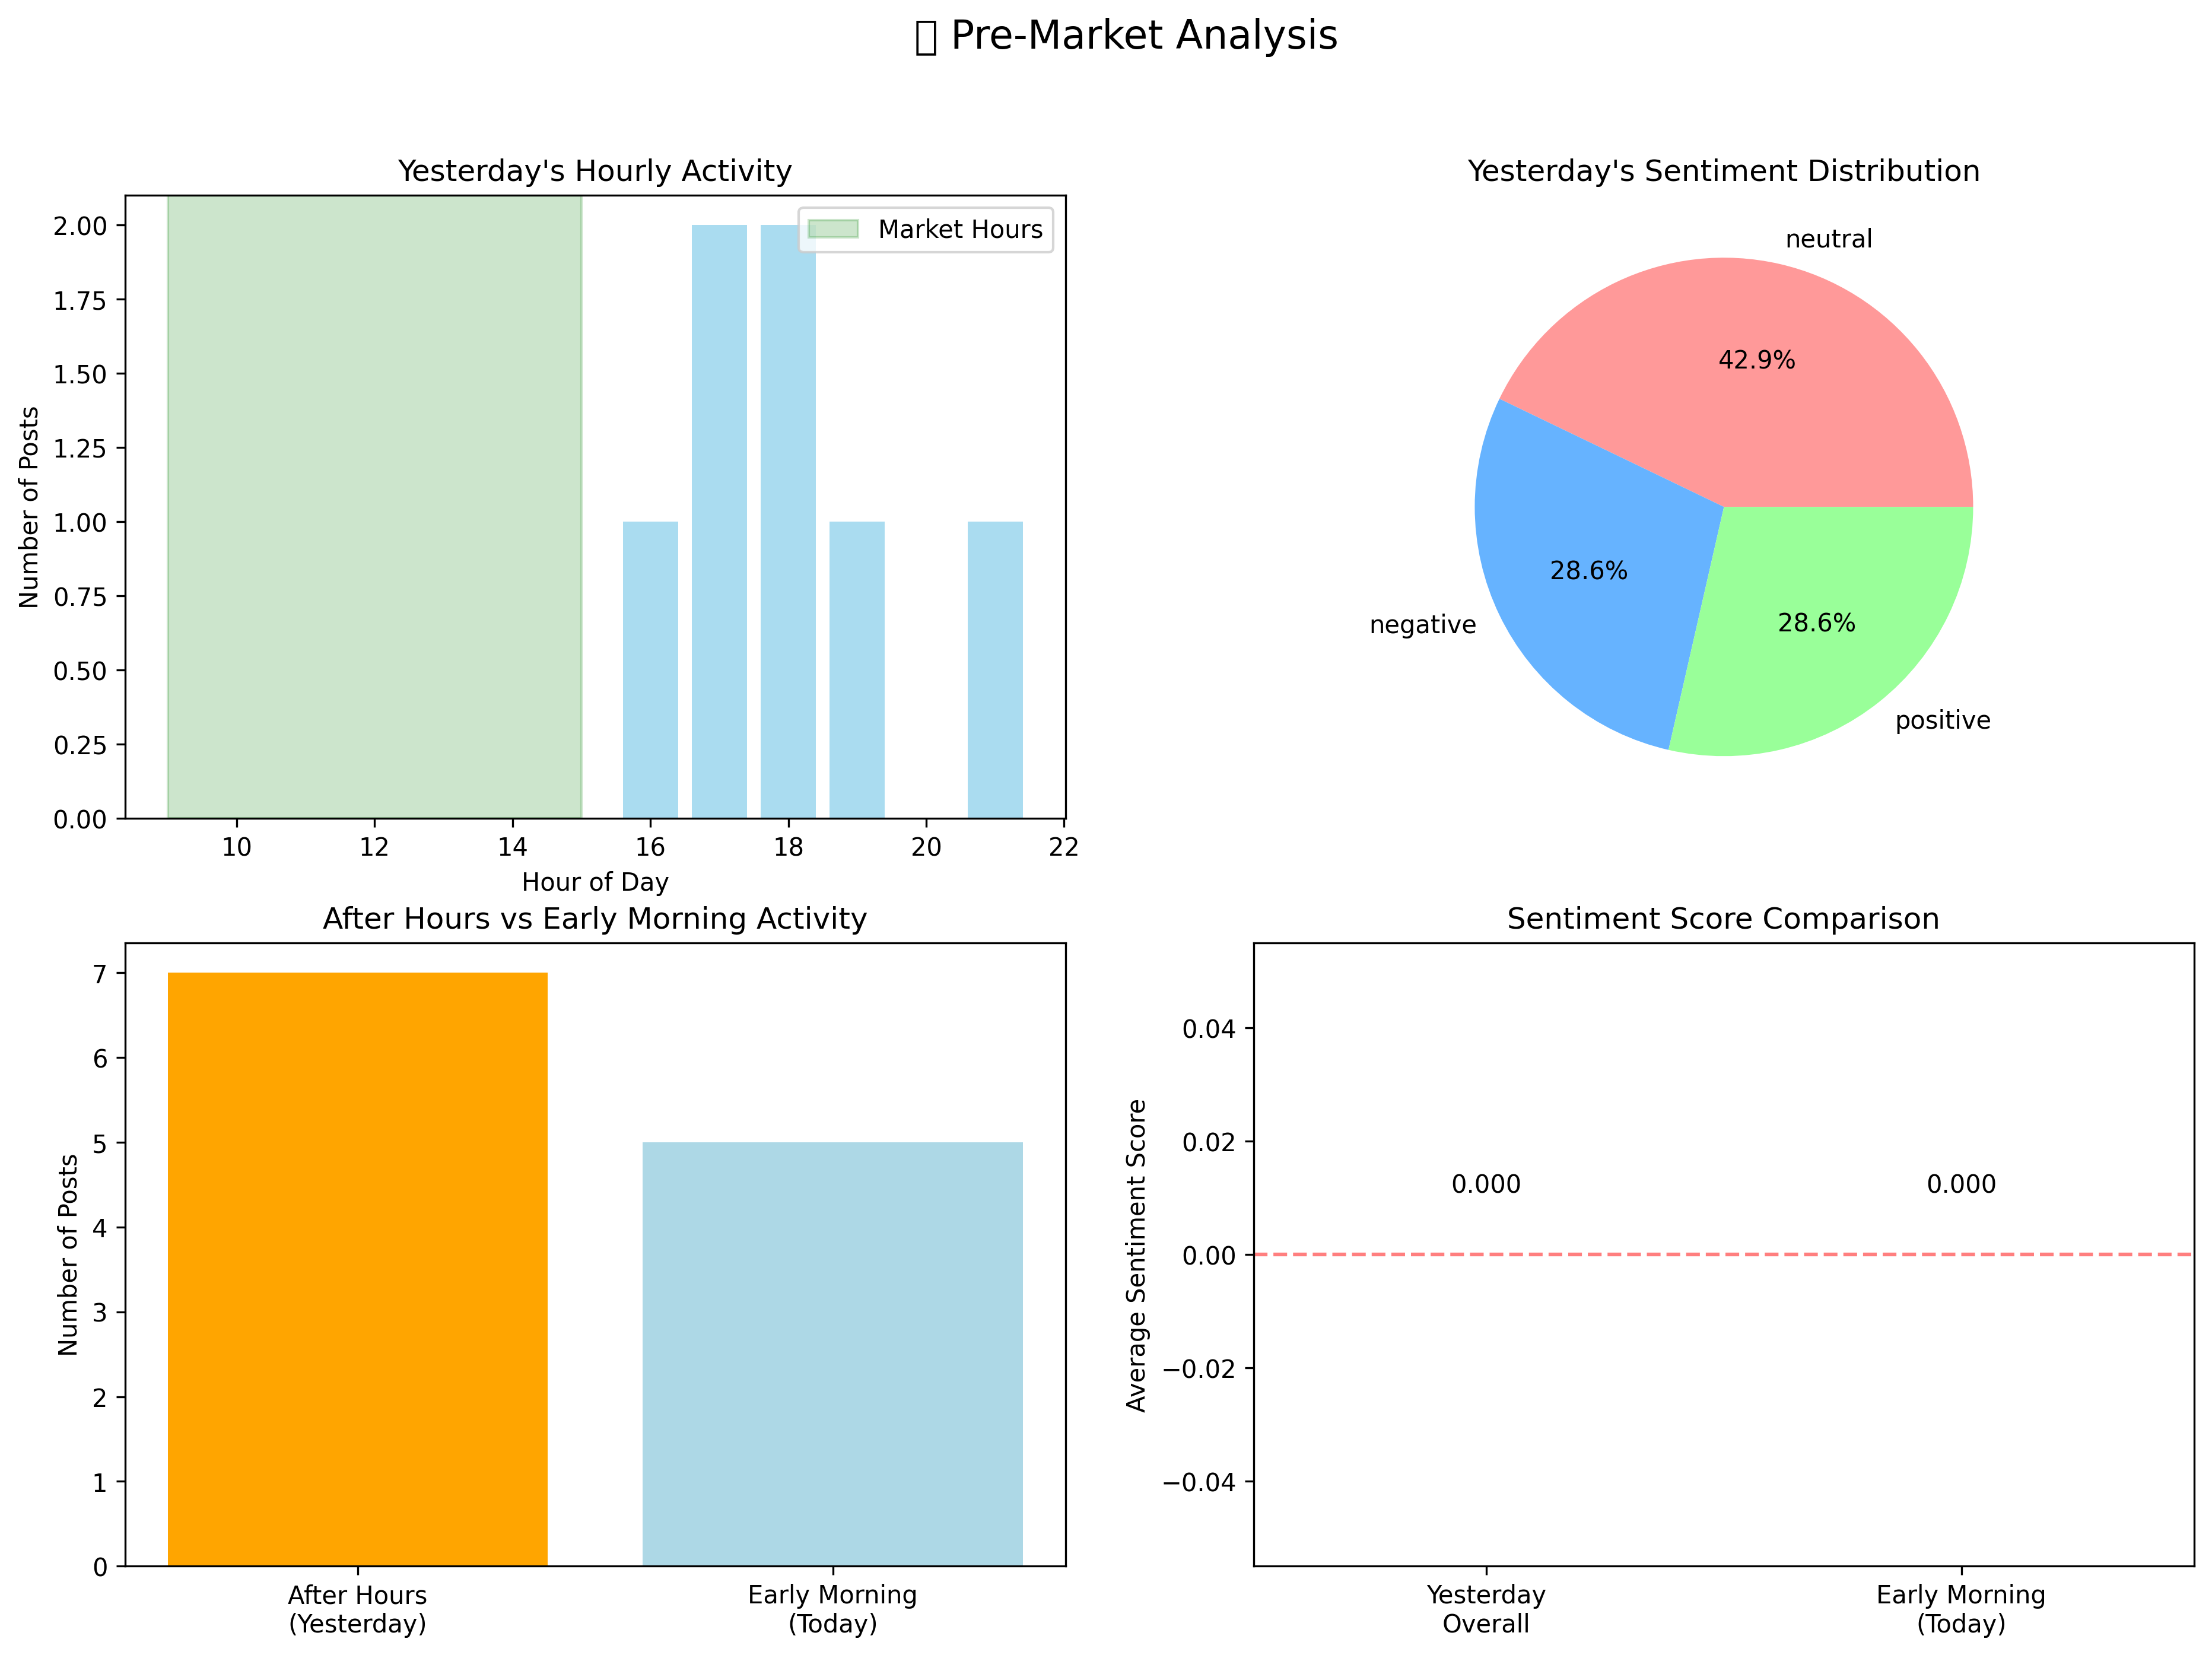 ▯ Pre-Market Analysis
Yesterday's Hourly Activity
Market Hours
2.00
1.75
1.50
1.25
1.00
0.75
0.50
0.25
0.00
Number of Posts
10 12 14 16 18 20 22
Hour of Day
Yesterday's Sentiment Distribution
neutral
42.9%
28.6%
negative
28.6%
positive
After Hours vs Early Morning Activity
7
6
5
4
3
2
1
0
Number of Posts
After Hours
(Yesterday)
Early Morning
(Today)
Sentiment Score Comparison
0.04
0.02
0.00
−0.02
−0.04
Average Sentiment Score
0.000 0.000
Yesterday
Overall
Early Morning
(Today)